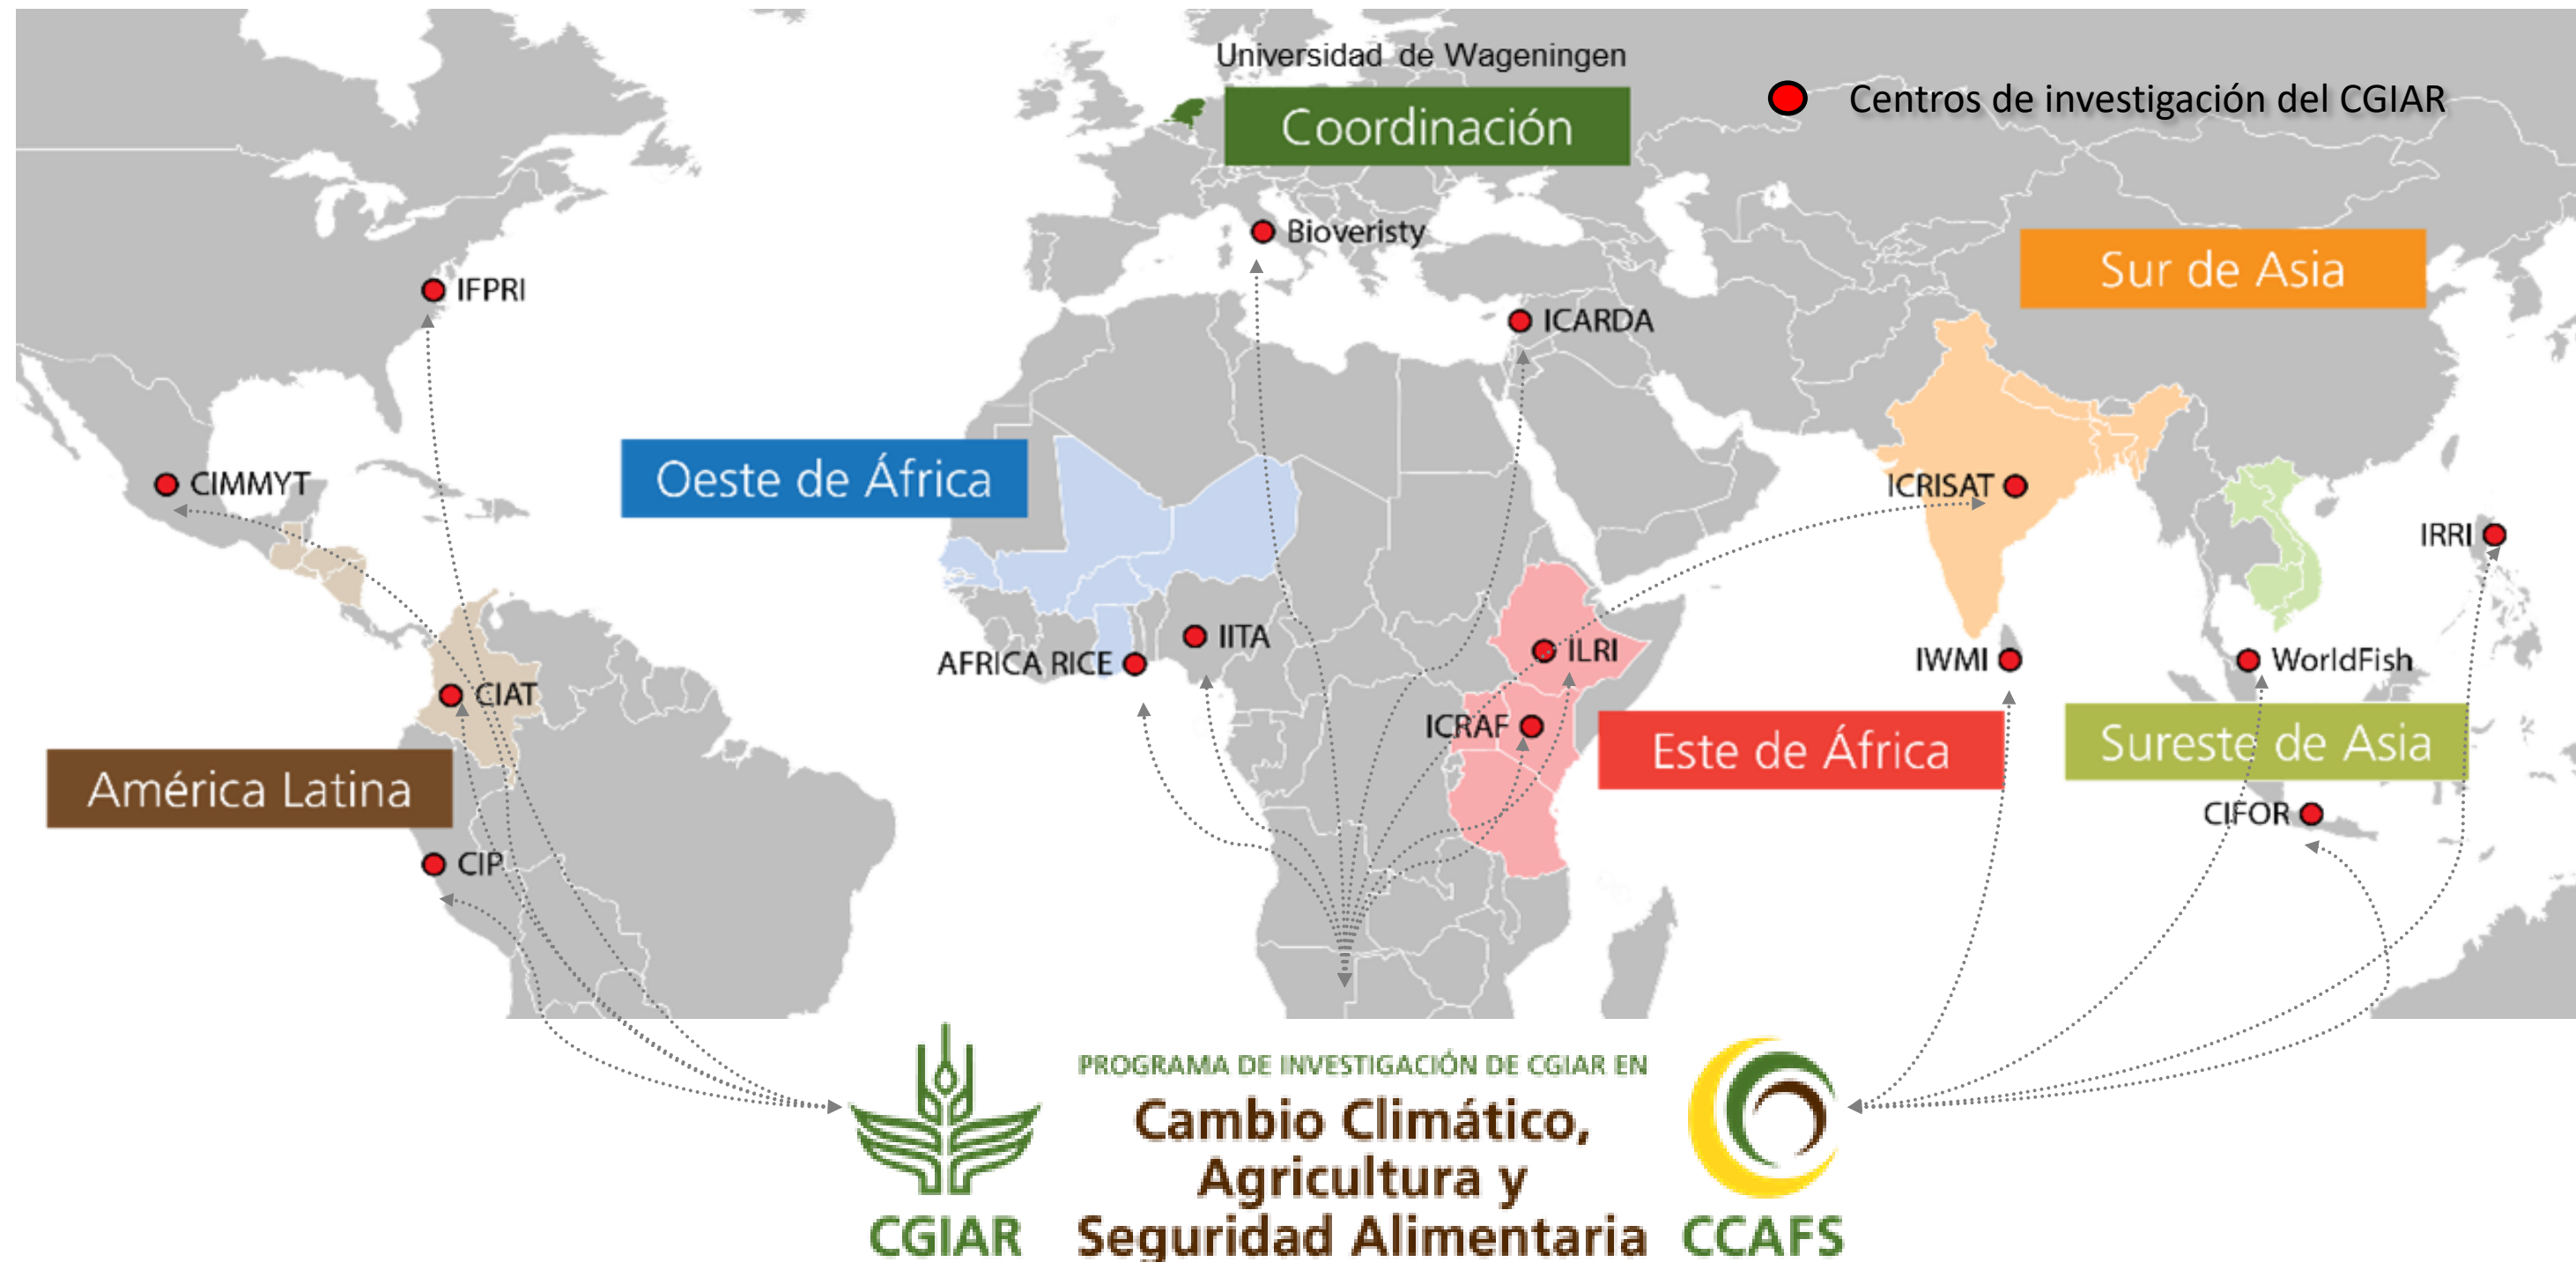 Universidad de Wageningen
Coordinación
Centros de investigación del CGIAR
Bioveristy
Sur de Asia
IFPRI
ICARDA
Oeste de África
CIMMYT
ICRISAT
IRRI
IITA
AFRICA RICE
ILRI
IWMI
WorldFish
CIAT
ICRAF
Este de África
Sureste de Asia
América Latina
CIFOR
CIP
PROGRAMA DE INVESTIGACIÓN DE CGIAR EN
Cambio Climático,
Agricultura y
Seguridad Alimentaria
CGIAR
CCAFS